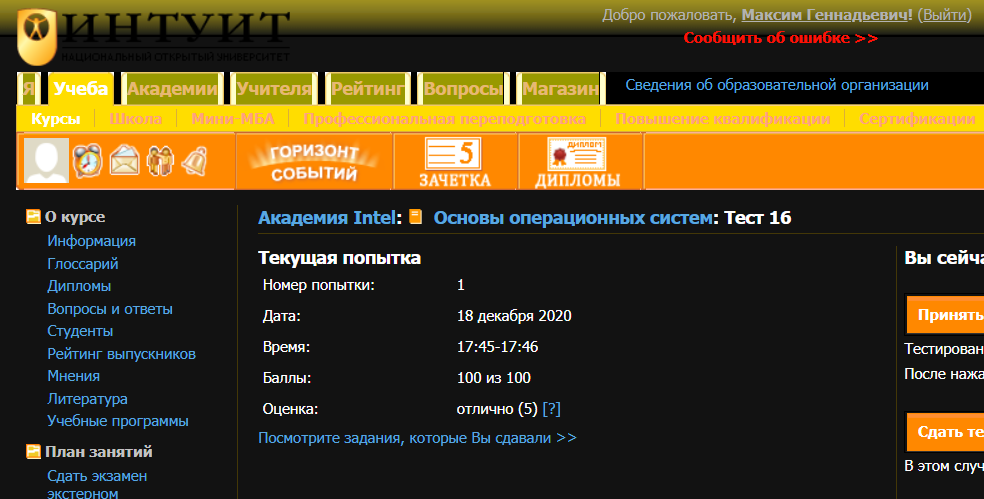 ИНТУИТ
НАЦИОНАЛЬНЫЙ ОТКРЫТЫЙ УНИВЕРСИТЕТ
Добро пожаловать, Максим Геннадьевич! (Выйти)
Сообщить об ошибке >>
Я Учеба Академии Учителя Рейтинг Вопросы Магазин Сведения об образовательной организации
Курсы Школа Мини-МБА Профессиональная переподготовка Повышение квалификации Сертификации
ГОРИЗОНТ СОБЫТИЙ
5
ЗАЧЕТКА
ДИПЛОМ
ДИПЛОМЫ
О курсе
Информация
Глоссарий
Дипломы
Вопросы и ответы
Студенты
Рейтинг выпускников
Мнения
Литература
Учебные программы
План занятий
Сдать экзамен
экстерном
Академия Intel: Основы операционных систем: Тест 16
Текущая попытка
Номер попытки: 1
Дата: 18 декабря 2020
Время: 17:45-17:46
Баллы: 100 из 100
Оценка: отлично (5) [?]
Посмотрите задания, которые Вы сдавали >>
Вы сейча
Принять
Тестирован
После нажа
Сдать те
В этом случ